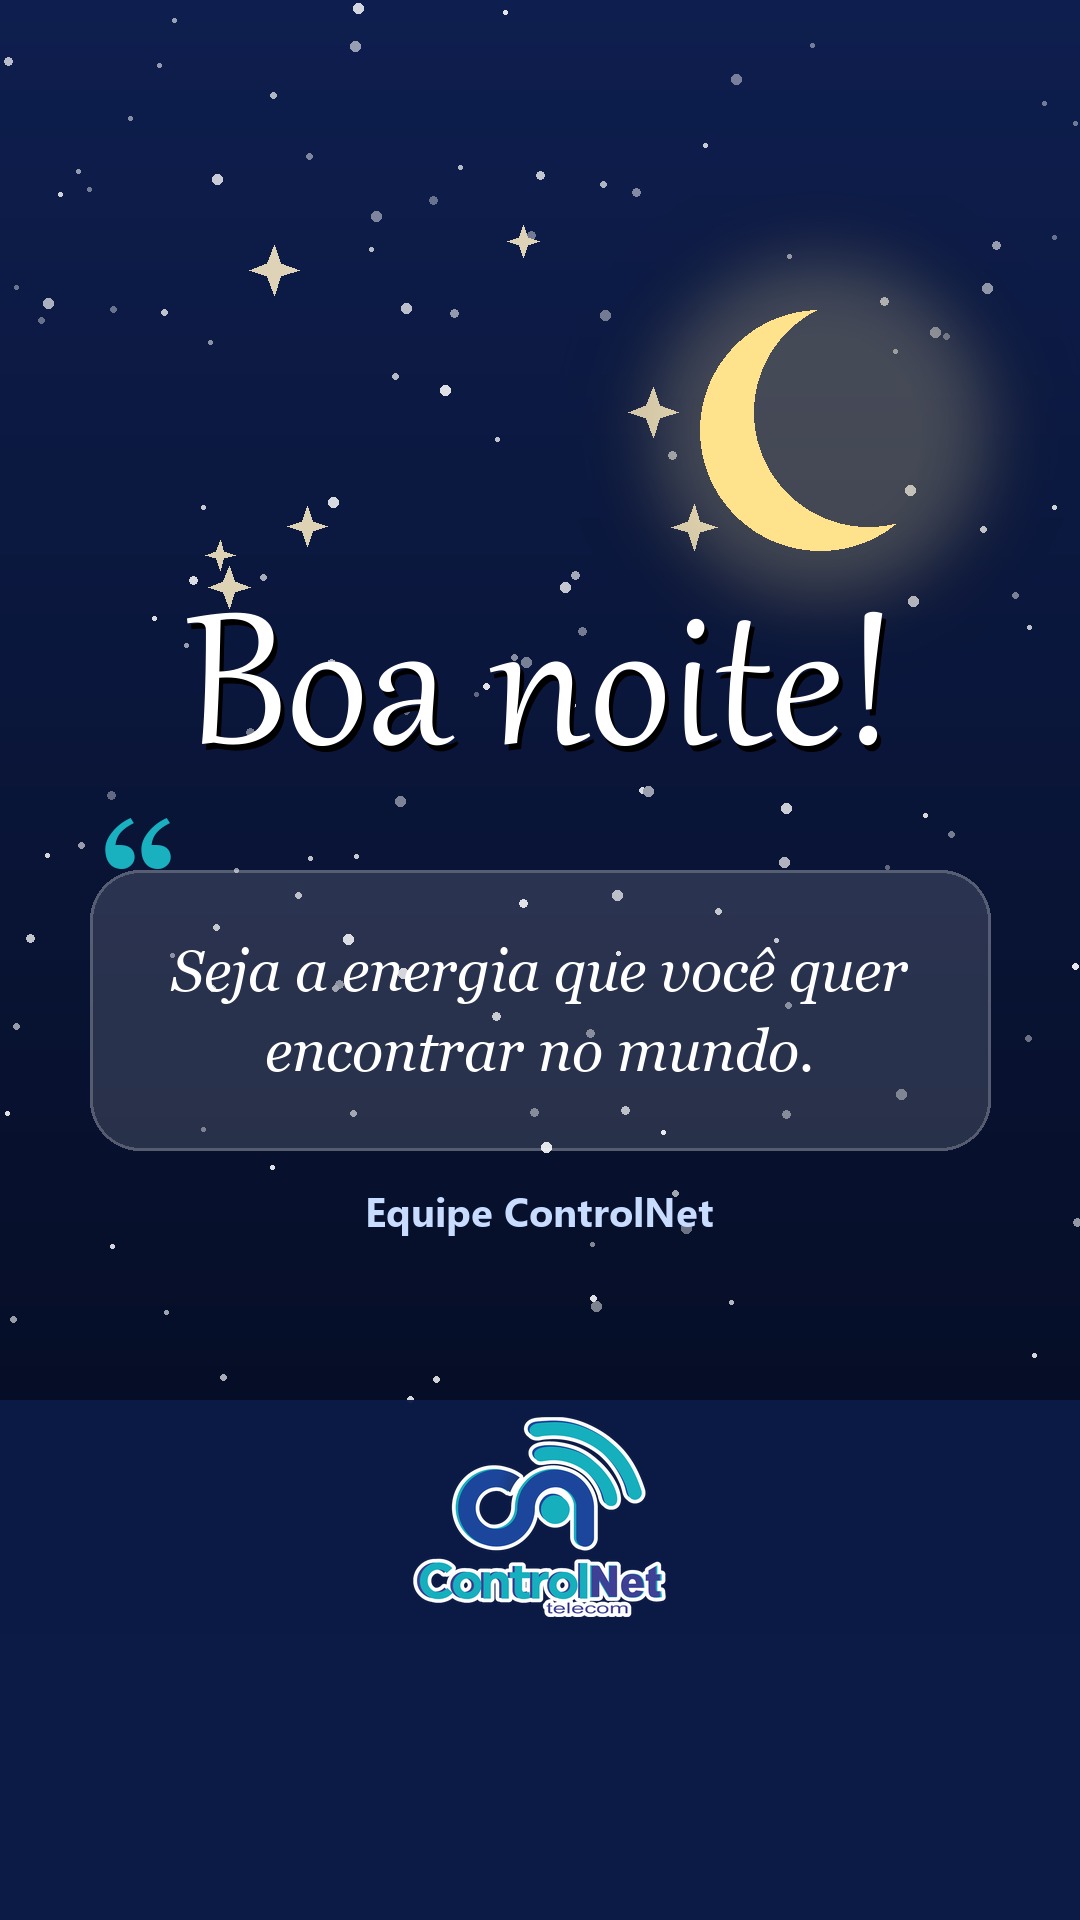 Boa noite!
“
Seja a energia que você quer
encontrar no mundo.
Equipe ControlNet
ControlNet
telecom